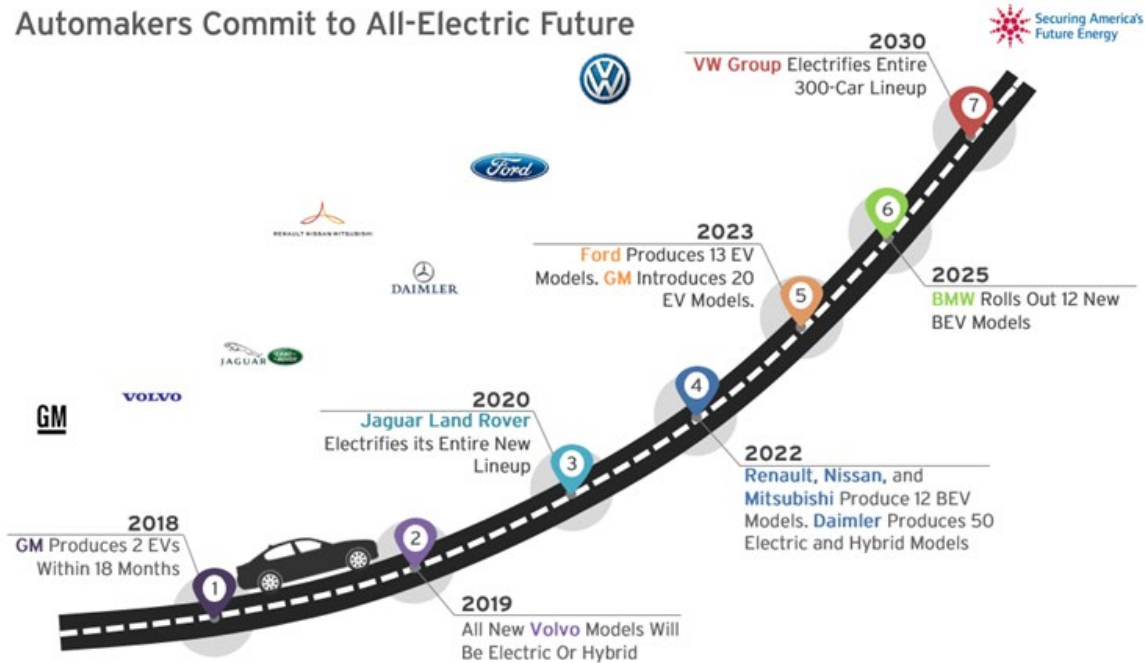 Automakers Commit to All-Electric Future
Securing America's
Future Energy
2030
VW Group Electrifies Entire
300-Car Lineup
7
Ford
RENAULT NISSAN MITSUBISHI
DAIMLER
JAGUAR
LAND ROVER
VOLVO
GM
6
2023
Ford Produces 13 EV
Models. GM Introduces 20
EV Models.
5
2025
BMW Rolls Out 12 New
BEV Models
4
2020
Jaguar Land Rover
Electrifies its Entire New
Lineup
3
2022
Renault, Nissan, and
Mitsubishi Produce 12 BEV
Models. Daimler Produces 50
Electric and Hybrid Models
2018
GM Produces 2 EVs
Within 18 Months
1
2
2019
All New Volvo Models Will
Be Electric Or Hybrid
VW